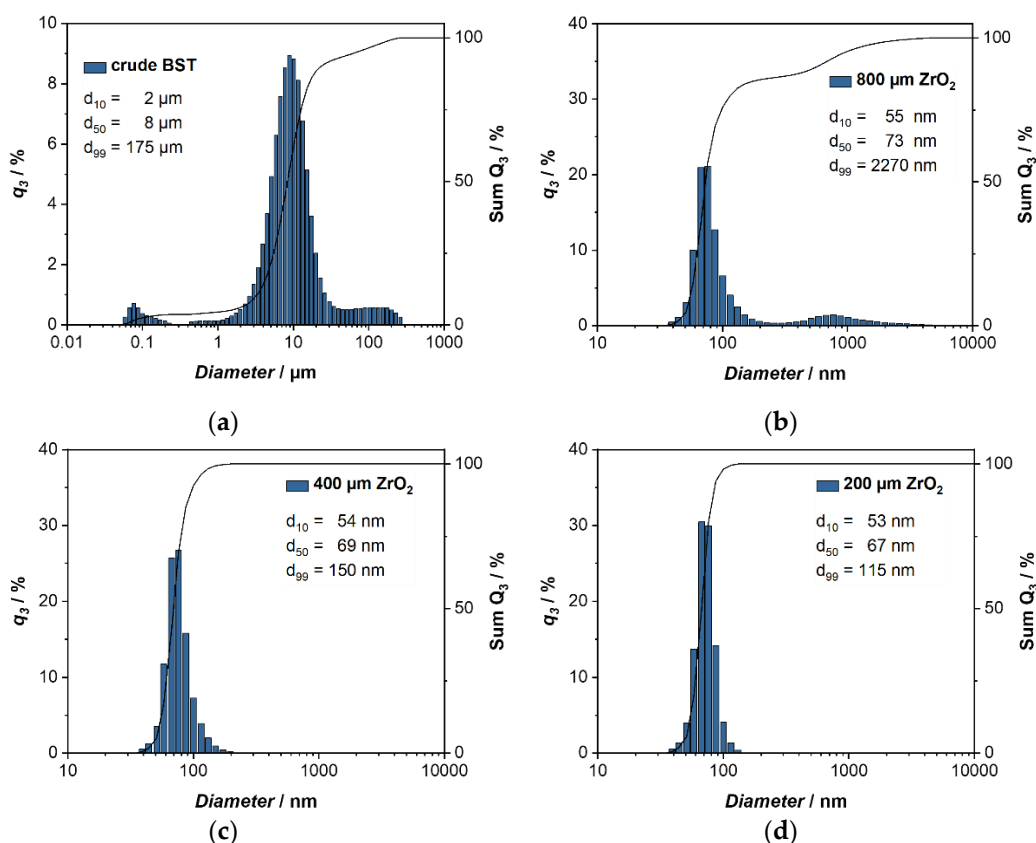 crude BST
d10 = 2 µm
d50 = 8 µm
d99 = 175 µm
q3 / %
10
8
6
4
2
0
Sum Q3 / %
100
50
0
0.01 0.1 1 10 100 1000
Diameter / µm
(a)
800 µm ZrO2
d10 = 55 nm
d50 = 73 nm
d99 = 2270 nm
q3 / %
40
30
20
10
0
Sum Q3 / %
100
50
0
10 100 1000 10000
Diameter / nm
(b)
400 µm ZrO2
d10 = 54 nm
d50 = 69 nm
d99 = 150 nm
q3 / %
40
30
20
10
0
Sum Q3 / %
100
50
0
10 100 1000 10000
Diameter / nm
(c)
200 µm ZrO2
d10 = 53 nm
d50 = 67 nm
d99 = 115 nm
q3 / %
40
30
20
10
0
Sum Q3 / %
100
50
0
10 100 1000 10000
Diameter / nm
(d)